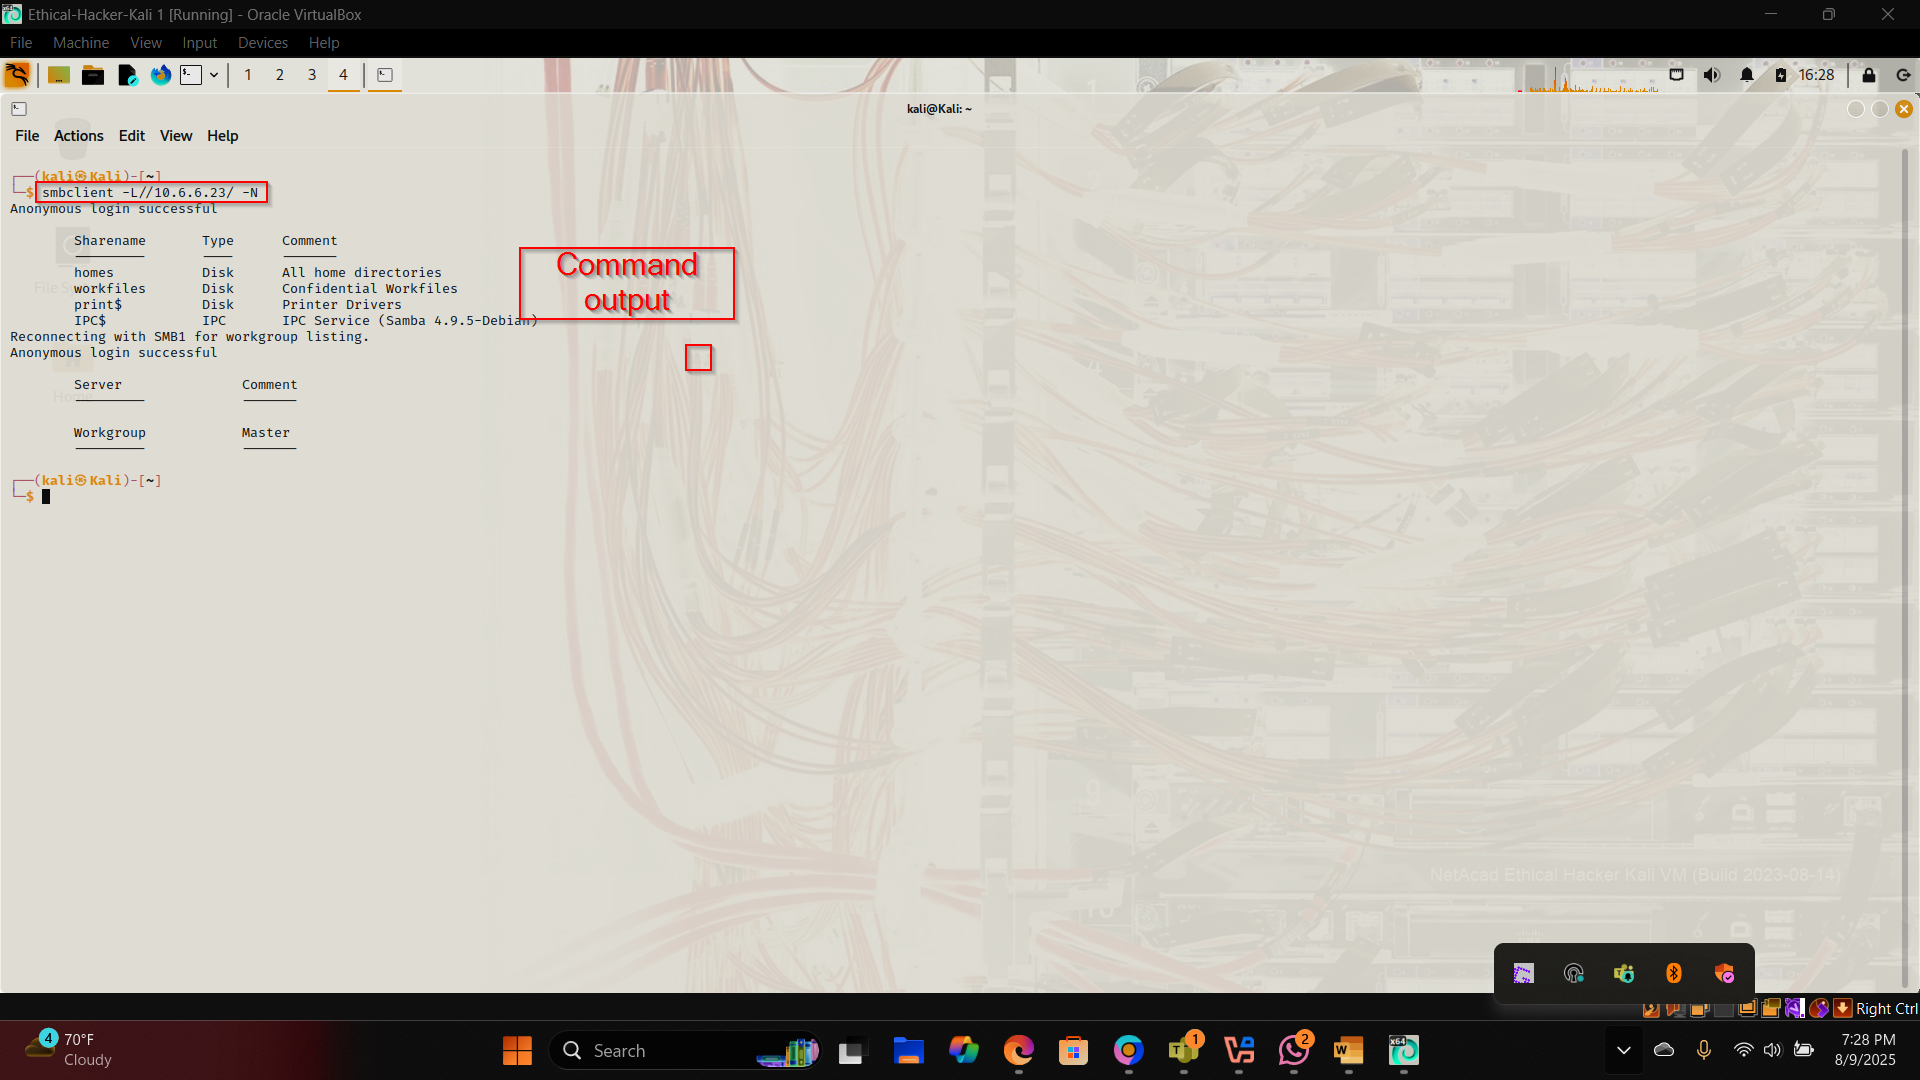 Ethical-Hacker-Kali 1 [Running] - Oracle VirtualBox
File Machine View Input Devices Help
1 2 3 4
16:28
kali@Kali: ~
File Actions Edit View Help
┌──(kali㉿Kali)-[~]
└─$ smbclient -L//10.6.6.23/ -N
Anonymous login successful
Sharename Type Comment
--------- ---- -------
homes Disk All home directories
workfiles Disk Confidential Workfiles
print$ Disk Printer Drivers
IPC$ IPC IPC Service (Samba 4.9.5-Debian)
Reconnecting with SMB1 for workgroup listing.
Anonymous login successful
Server Comment
--------- -------
Workgroup Master
--------- -------
┌──(kali㉿Kali)-[~]
└─$
Command
output
Home
NetAcad Ethical Hacker Kali VM (Build 2023-08-14)
Right Ctrl
4
70°F
Cloudy
Search
1
2
x64
7:28 PM
8/9/2025